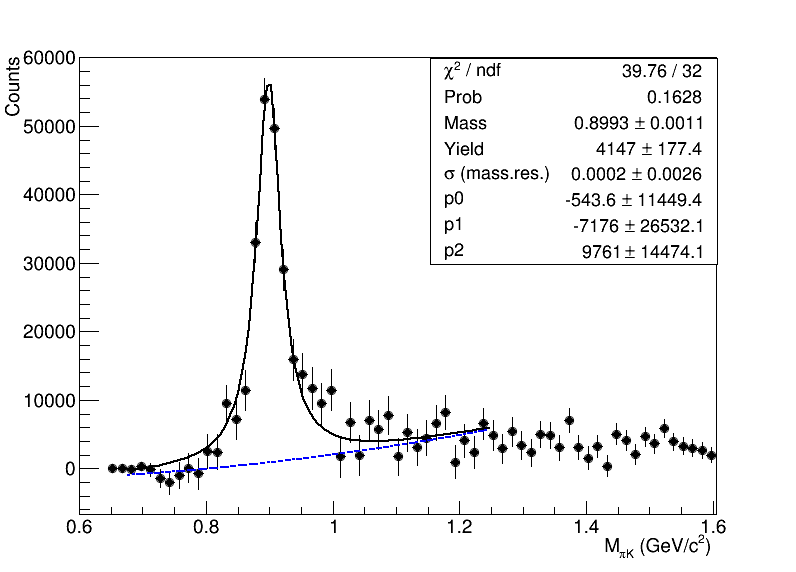 60000
50000
40000
30000
20000
10000
0
Counts
χ² / ndf 39.76 / 32
Prob 0.1628
Mass 0.8993 ± 0.0011
Yield 4147 ± 177.4
σ (mass.res.) 0.0002 ± 0.0026
p0 -543.6 ± 11449.4
p1 -7176 ± 26532.1
p2 9761 ± 14474.1
0.6 0.8 1 1.2 1.4 1.6
M_πK (GeV/c²)